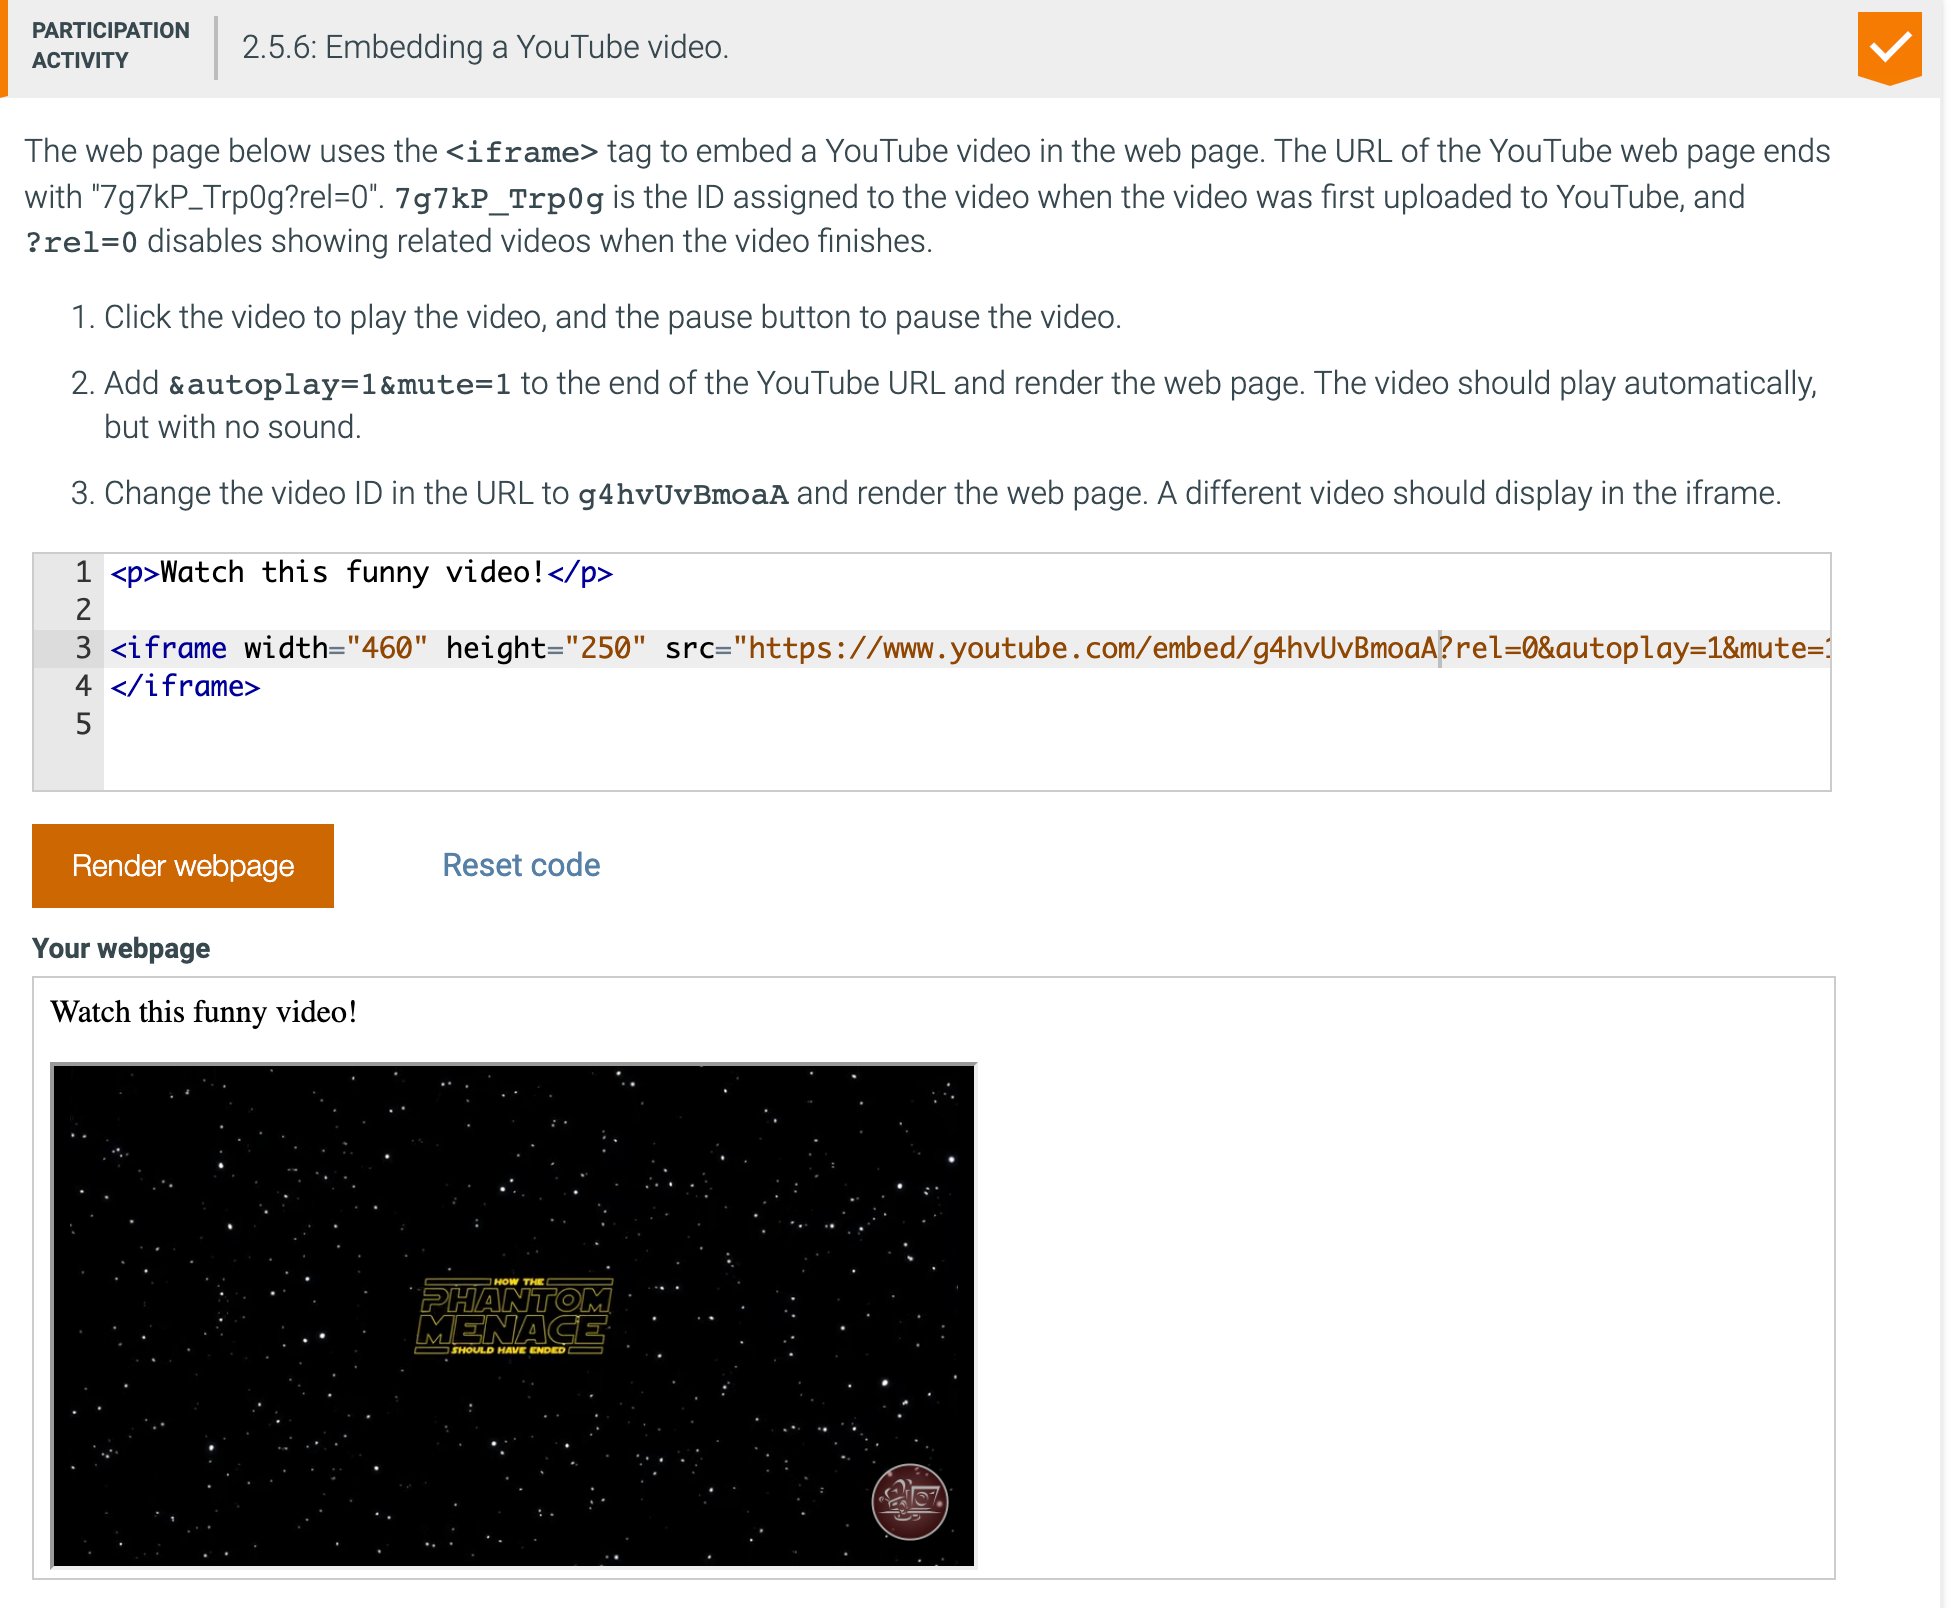 PARTICIPATION
ACTIVITY
2.5.6: Embedding a YouTube video.
The web page below uses the <iframe> tag to embed a YouTube video in the web page. The URL of the YouTube web page ends
with "7g7kP_Trp0g?rel=0". 7g7kP_Trp0g is the ID assigned to the video when the video was first uploaded to YouTube, and
?rel=0 disables showing related videos when the video finishes.
1. Click the video to play the video, and the pause button to pause the video.
2. Add &autoplay=1&mute=1 to the end of the YouTube URL and render the web page. The video should play automatically,
but with no sound.
3. Change the video ID in the URL to g4hvUvBmoaA and render the web page. A different video should display in the iframe.
1 <p>Watch this funny video!</p>
2
3 <iframe width="460" height="250" src="https://www.youtube.com/embed/g4hvUvBmoaA?rel=0&autoplay=1&mute=1
4 </iframe>
5
Render webpage
Reset code
Your webpage
Watch this funny video!
HOW THE
PHANTOM
MENACE
SHOULD HAVE ENDED